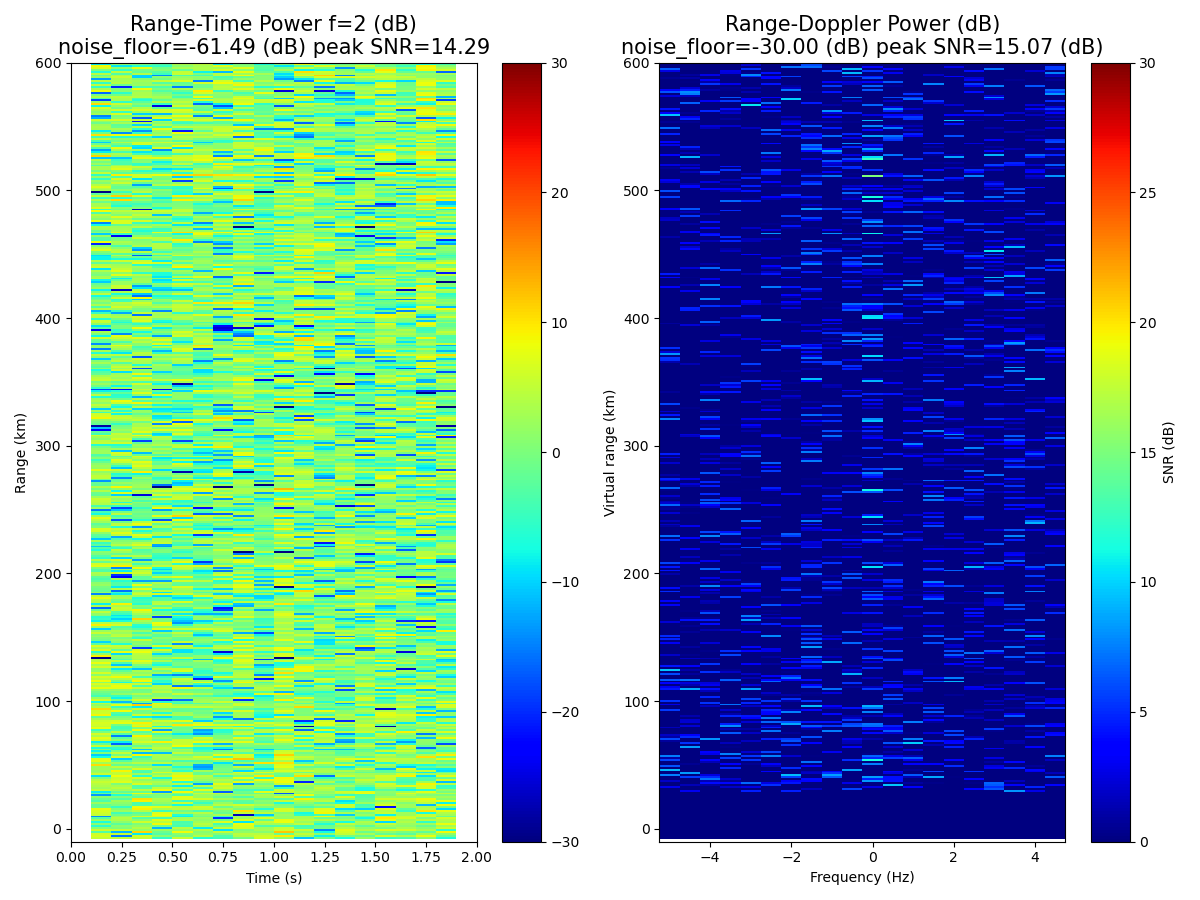 Range-Time Power f=2 (dB)
noise_floor=-61.49 (dB) peak SNR=14.29
600
500
400
300
200
100
0
Range (km)
0.00 0.25 0.50 0.75 1.00 1.25 1.50 1.75 2.00
Time (s)
30
20
10
0
−10
−20
−30
Range-Doppler Power (dB)
noise_floor=-30.00 (dB) peak SNR=15.07 (dB)
600
500
400
300
200
100
0
Virtual range (km)
−4 −2 0 2 4
Frequency (Hz)
30
25
20
15
10
5
0
SNR (dB)